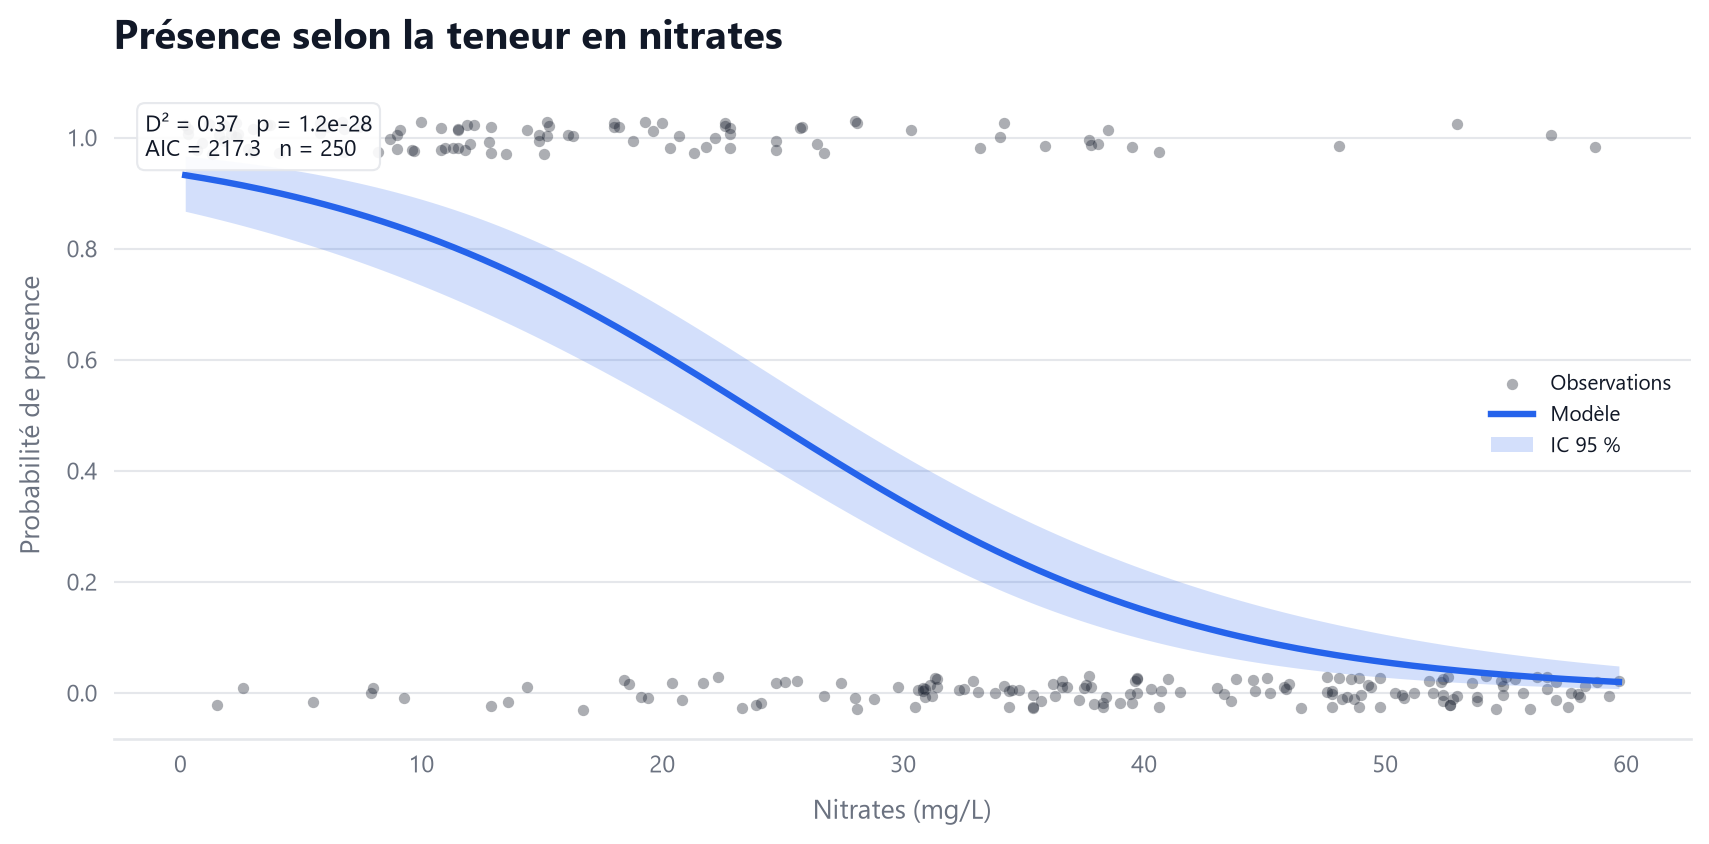 Présence selon la teneur en nitrates
D² = 0.37 p = 1.2e-28
AIC = 217.3 n = 250
1.0
0.8
0.6
0.4
0.2
0.0
Probabilité de presence
Observations
Modèle
IC 95 %
0 10 20 30 40 50 60
Nitrates (mg/L)